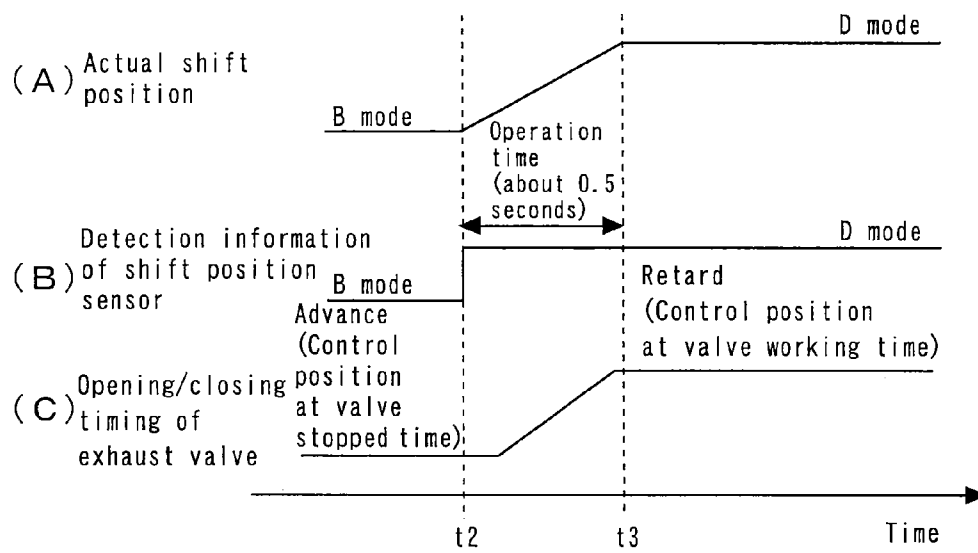 D mode
(A) Actual shift
position
B mode
Operation
time
(about 0.5
seconds)
Detection information
(B) of shift position
sensor
B mode
D mode
Advance
(Control
position
at valve
stopped time)
Retard
(Control position
at valve working time)
Opening/closing
(C) timing of
exhaust valve
t2
t3
Time